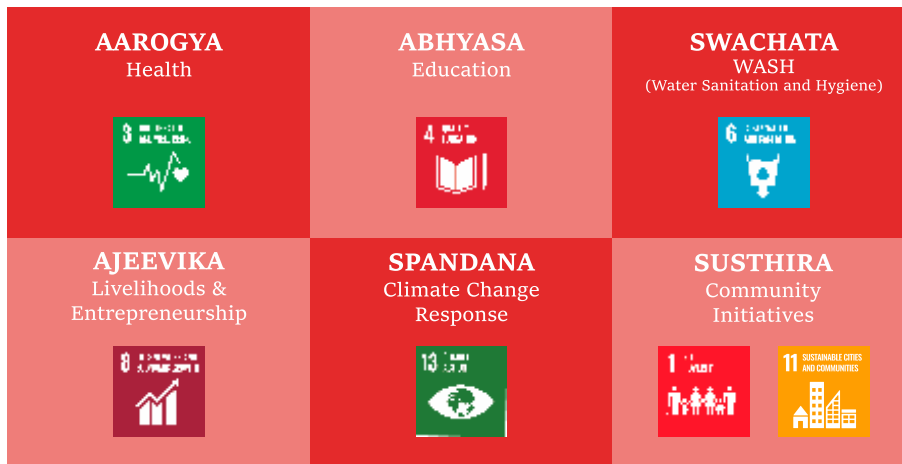 AAROGYA
Health
3
ABHYASA
Education
4
SWACHATA
WASH
(Water Sanitation and Hygiene)
6
AJEEVIKA
Livelihoods &
Entrepreneurship
8
SPANDANA
Climate Change
Response
13
SUSTHIRA
Community
Initiatives
1
11 SUSTAINABLE CITIES
AND COMMUNITIES